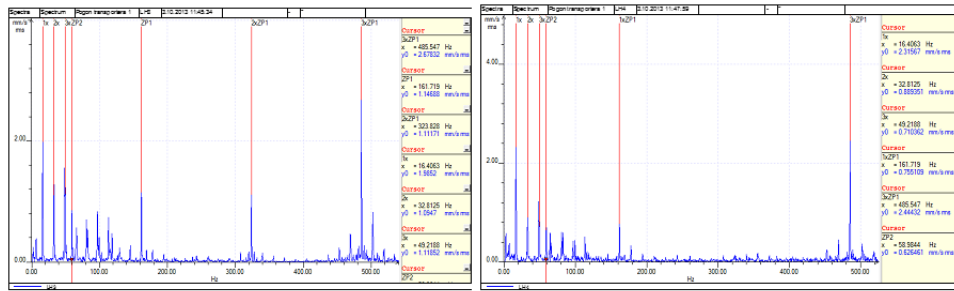 Spectra Spectrum Pogon transportera 1 LH3 3.10.2013 11:45:34 - - *
mm/s
rms
1x 2x 3xZP2 ZP1 2xZP1 3xZP1
2.00
0.00
0.00 100.00 200.00 300.00 400.00 500.00
Hz
LH3
Cursor
3xZP1
x = 485.547 Hz
y0 = 2.67832 mm/s rms
Cursor
ZP1
x = 161.719 Hz
y0 = 1.14688 mm/s rms
Cursor
2xZP1
x = 323.828 Hz
y0 = 1.11171 mm/s rms
Cursor
1x
x = 16.4063 Hz
y0 = 1.9852 mm/s rms
Cursor
2x
x = 32.8125 Hz
y0 = 1.0947 mm/s rms
Cursor
3x
x = 49.2188 Hz
y0 = 1.11852 mm/s rms
Cursor
ZP2
Spectra Spectrum Pogon transportera 1 LH4 3.10.2013 11:47:59 - - *
mm/s
rms
1x 2x 3xZP2 1xZP1 3xZP1
4.00
2.00
0.00
0.00 100.00 200.00 300.00 400.00 500.00
Hz
LH4
Cursor
1x
x = 16.4063 Hz
y0 = 2.31567 mm/s rms
Cursor
2x
x = 32.8125 Hz
y0 = 0.889351 mm/s rms
Cursor
3x
x = 49.2188 Hz
y0 = 0.710362 mm/s rms
Cursor
1xZP1
x = 161.719 Hz
y0 = 0.755109 mm/s rms
Cursor
3xZP1
x = 485.547 Hz
y0 = 2.44432 mm/s rms
Cursor
ZP2
x = 58.9844 Hz
y0 = 0.626461 mm/s rms